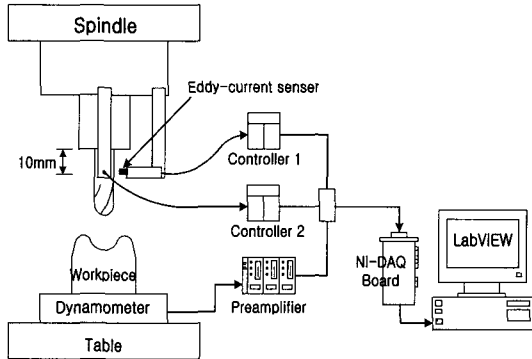 Spindle
Eddy-current senser
10mm
Controller 1
Controller 2
LabVIEW
NI-DAQ
Board
Workpiece
Dynamometer
Preamplifier
Table